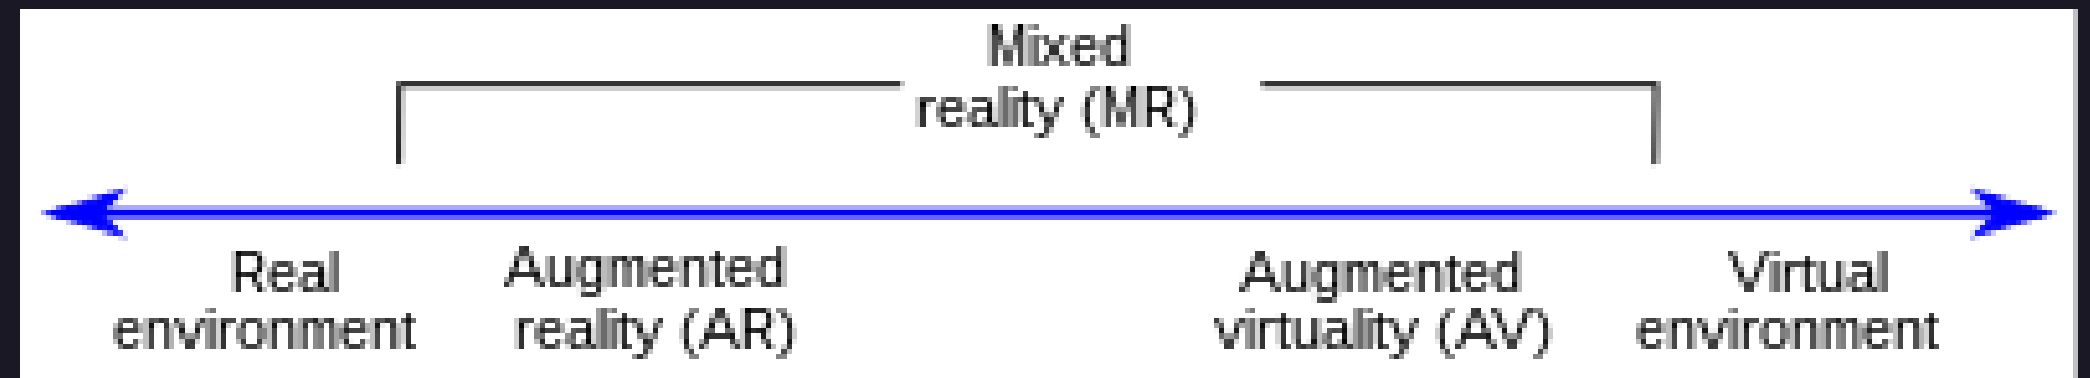 Mixed
reality (MR)
Real
environment
Augmented
reality (AR)
Augmented
virtuality (AV)
Virtual
environment